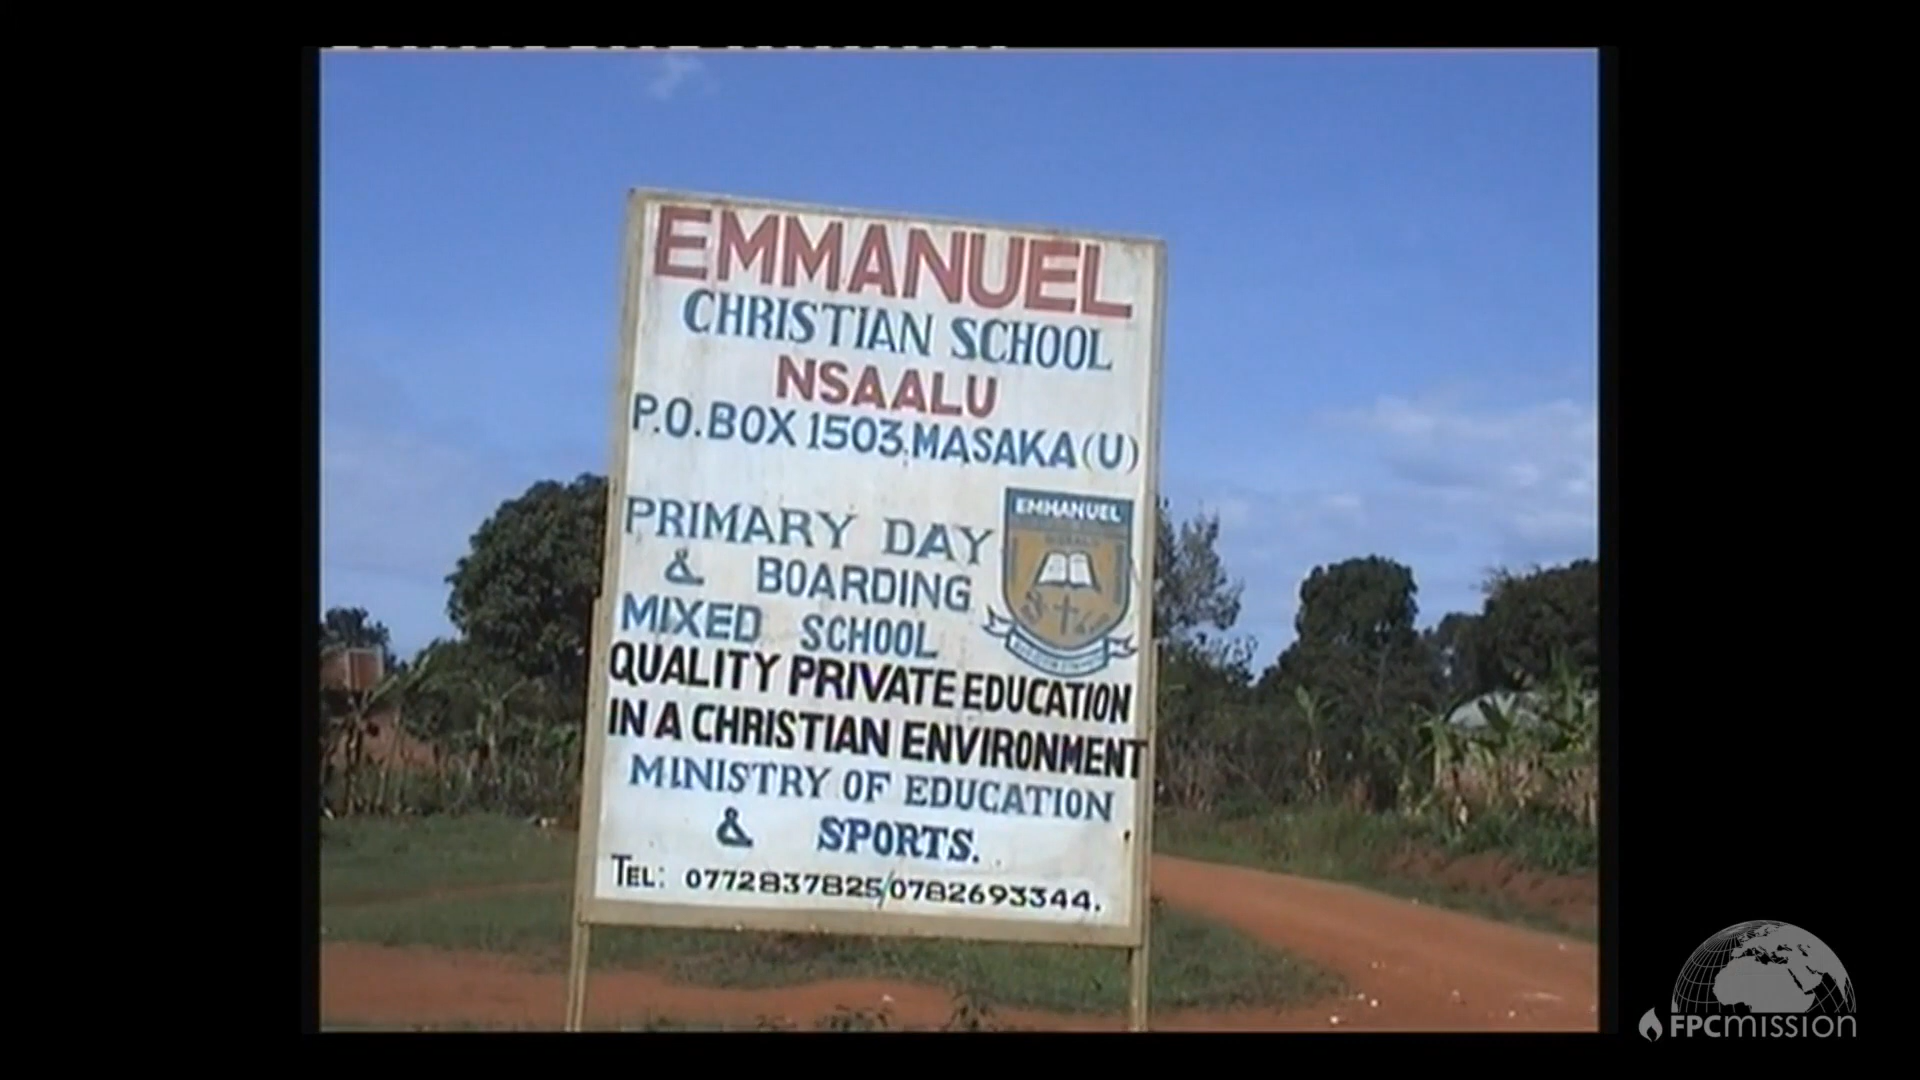 EMMANUEL
CHRISTIAN SCHOOL
NSAALU
P.O.BOX 1503,MASAKA(U)
PRIMARY DAY
& BOARDING
MIXED SCHOOL
EMMANUEL
QUALITY PRIVATE EDUCATION
IN A CHRISTIAN ENVIRONMENT
MINISTRY OF EDUCATION
& SPORTS.
TEL: 0772837825/0782693344.
FPCmission